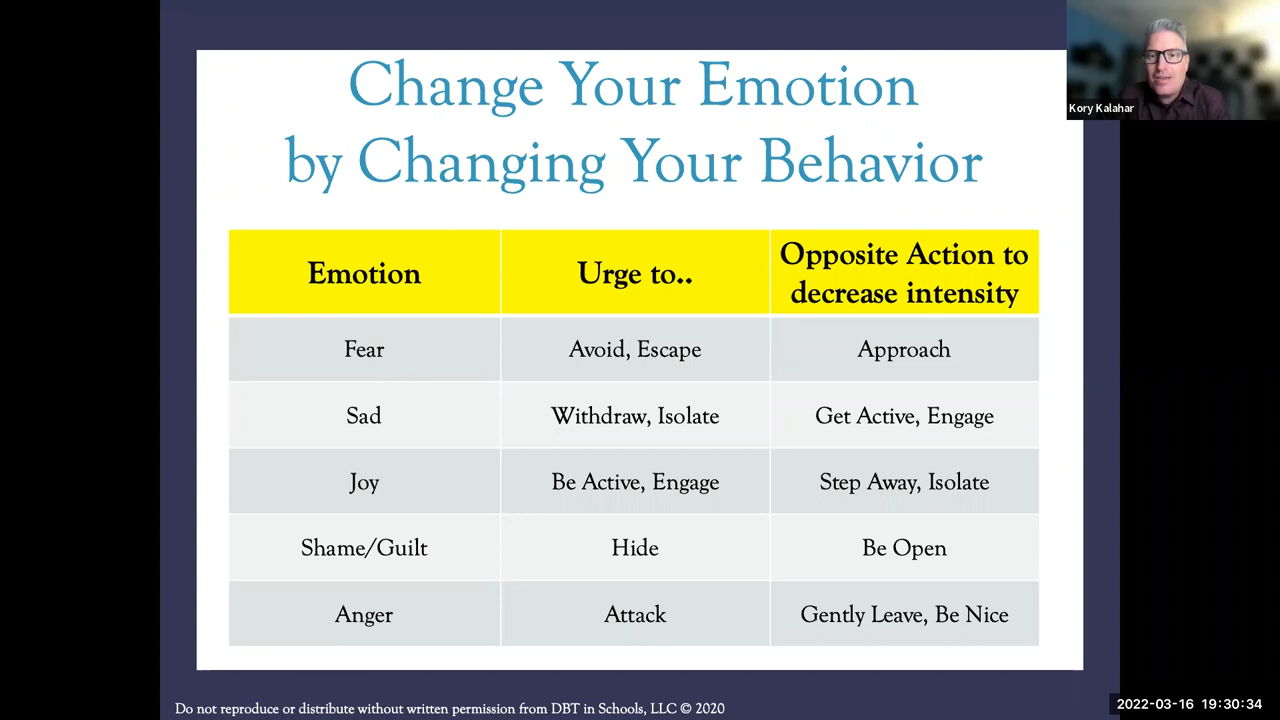 Change Your Emotion
by Changing Your Behavior
Kory Kalahar
Emotion
Urge to..
Opposite Action to
decrease intensity
Fear
Avoid, Escape
Approach
Sad
Withdraw, Isolate
Get Active, Engage
Joy
Be Active, Engage
Step Away, Isolate
Shame/Guilt
Hide
Be Open
Anger
Attack
Gently Leave, Be Nice
Do not reproduce or distribute without written permission from DBT in Schools, LLC © 2020
2022-03-16 19:30:34